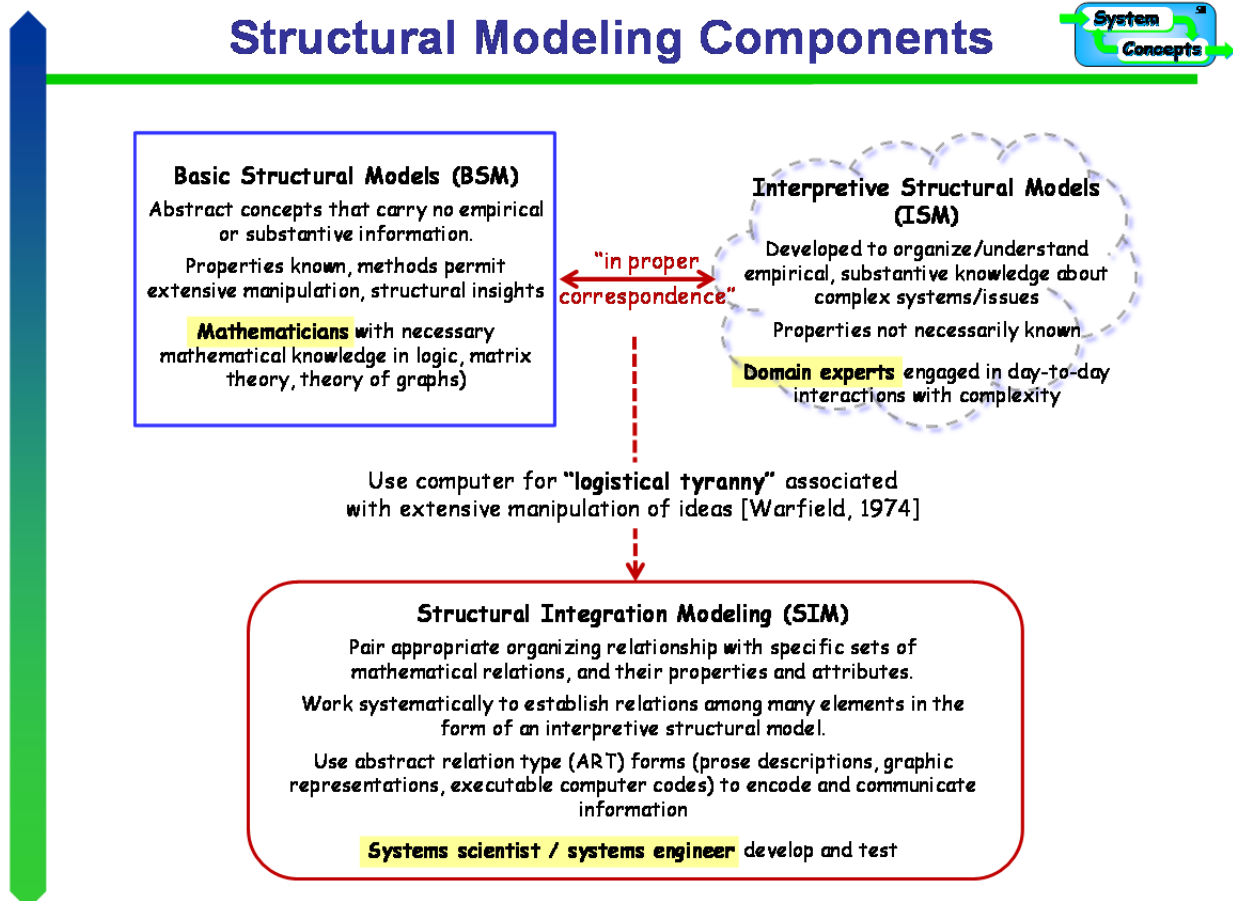 Structural Modeling Components
System
Concepts
SM
Basic Structural Models (BSM)
Abstract concepts that carry no empirical
or substantive information.
Properties known, methods permit
extensive manipulation, structural insights
Mathematicians with necessary
mathematical knowledge in logic, matrix
theory, theory of graphs)
“in proper
correspondence”
Interpretive Structural Models
(ISM)
Developed to organize/understand
empirical, substantive knowledge about
complex systems/issues
Properties not necessarily known
Domain experts engaged in day-to-day
interactions with complexity
Use computer for “logistical tyranny” associated
with extensive manipulation of ideas [Warfield, 1974]
Structural Integration Modeling (SIM)
Pair appropriate organizing relationship with specific sets of
mathematical relations, and their properties and attributes.
Work systematically to establish relations among many elements in the
form of an interpretive structural model.
Use abstract relation type (ART) forms (prose descriptions, graphic
representations, executable computer codes) to encode and communicate
information
Systems scientist / systems engineer develop and test